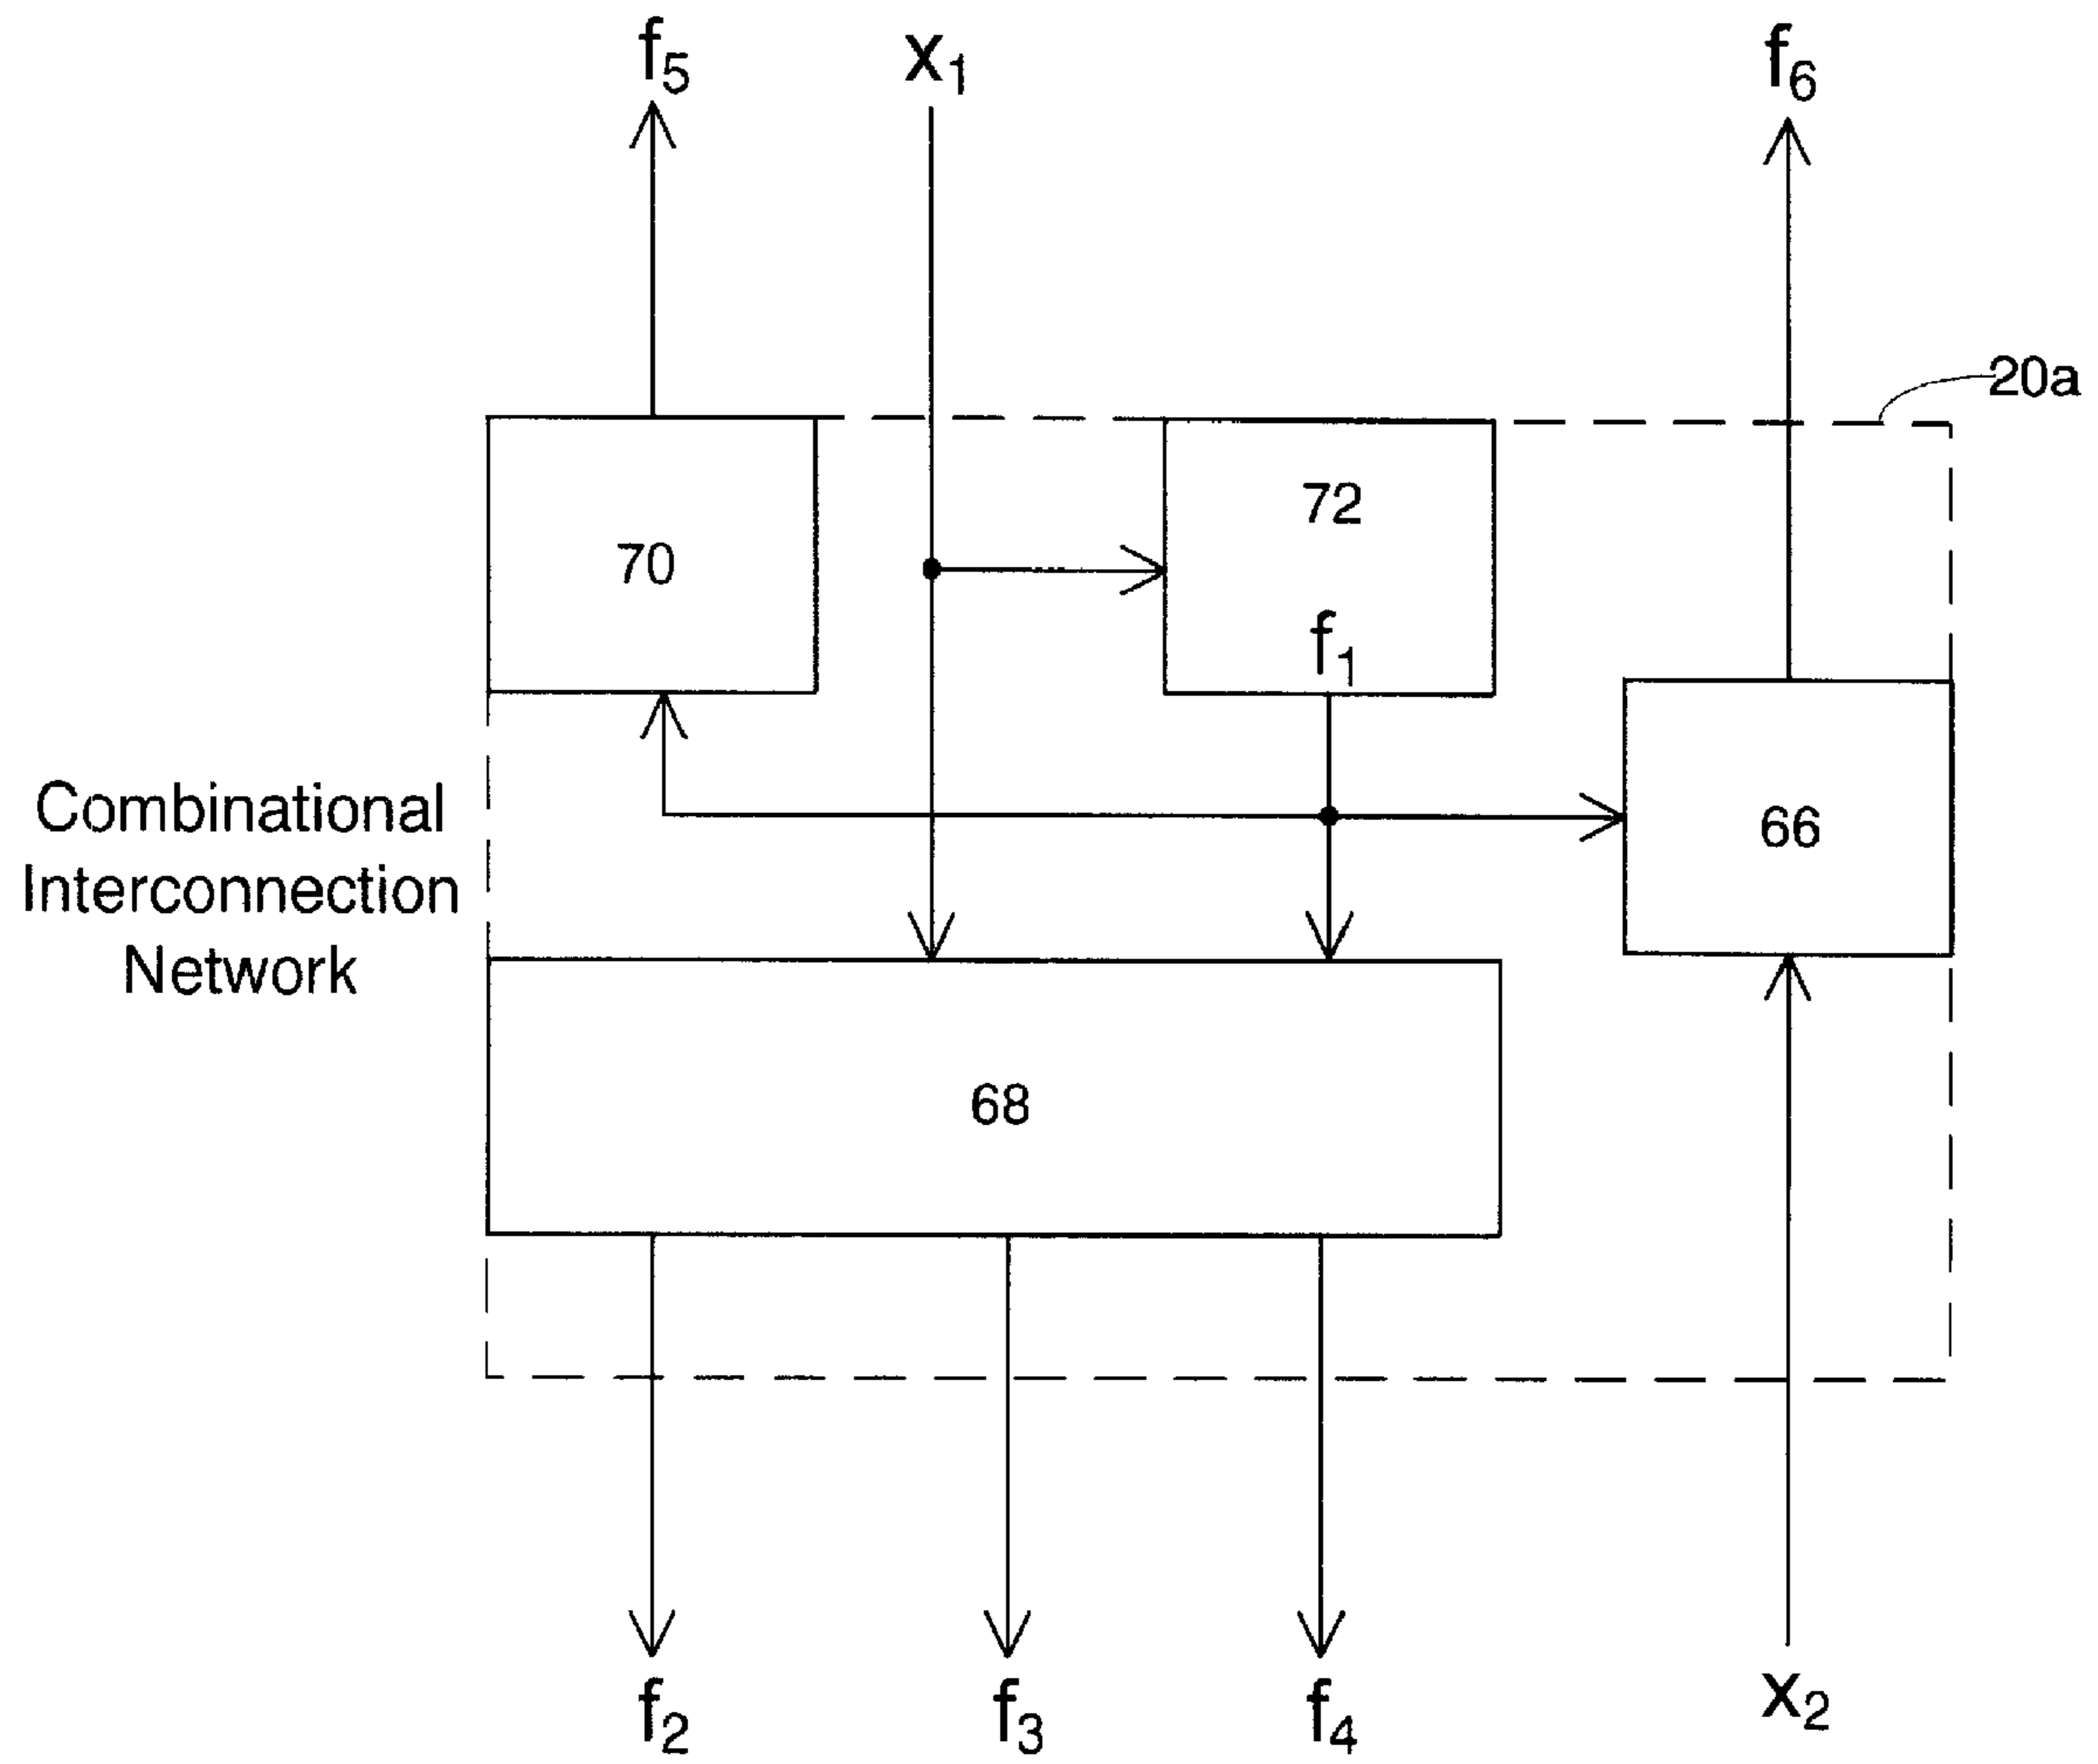 f5 x1 f6
20a
72
70
f1
Combinational
Interconnection
Network
66
68
f2 f3 f4 x2